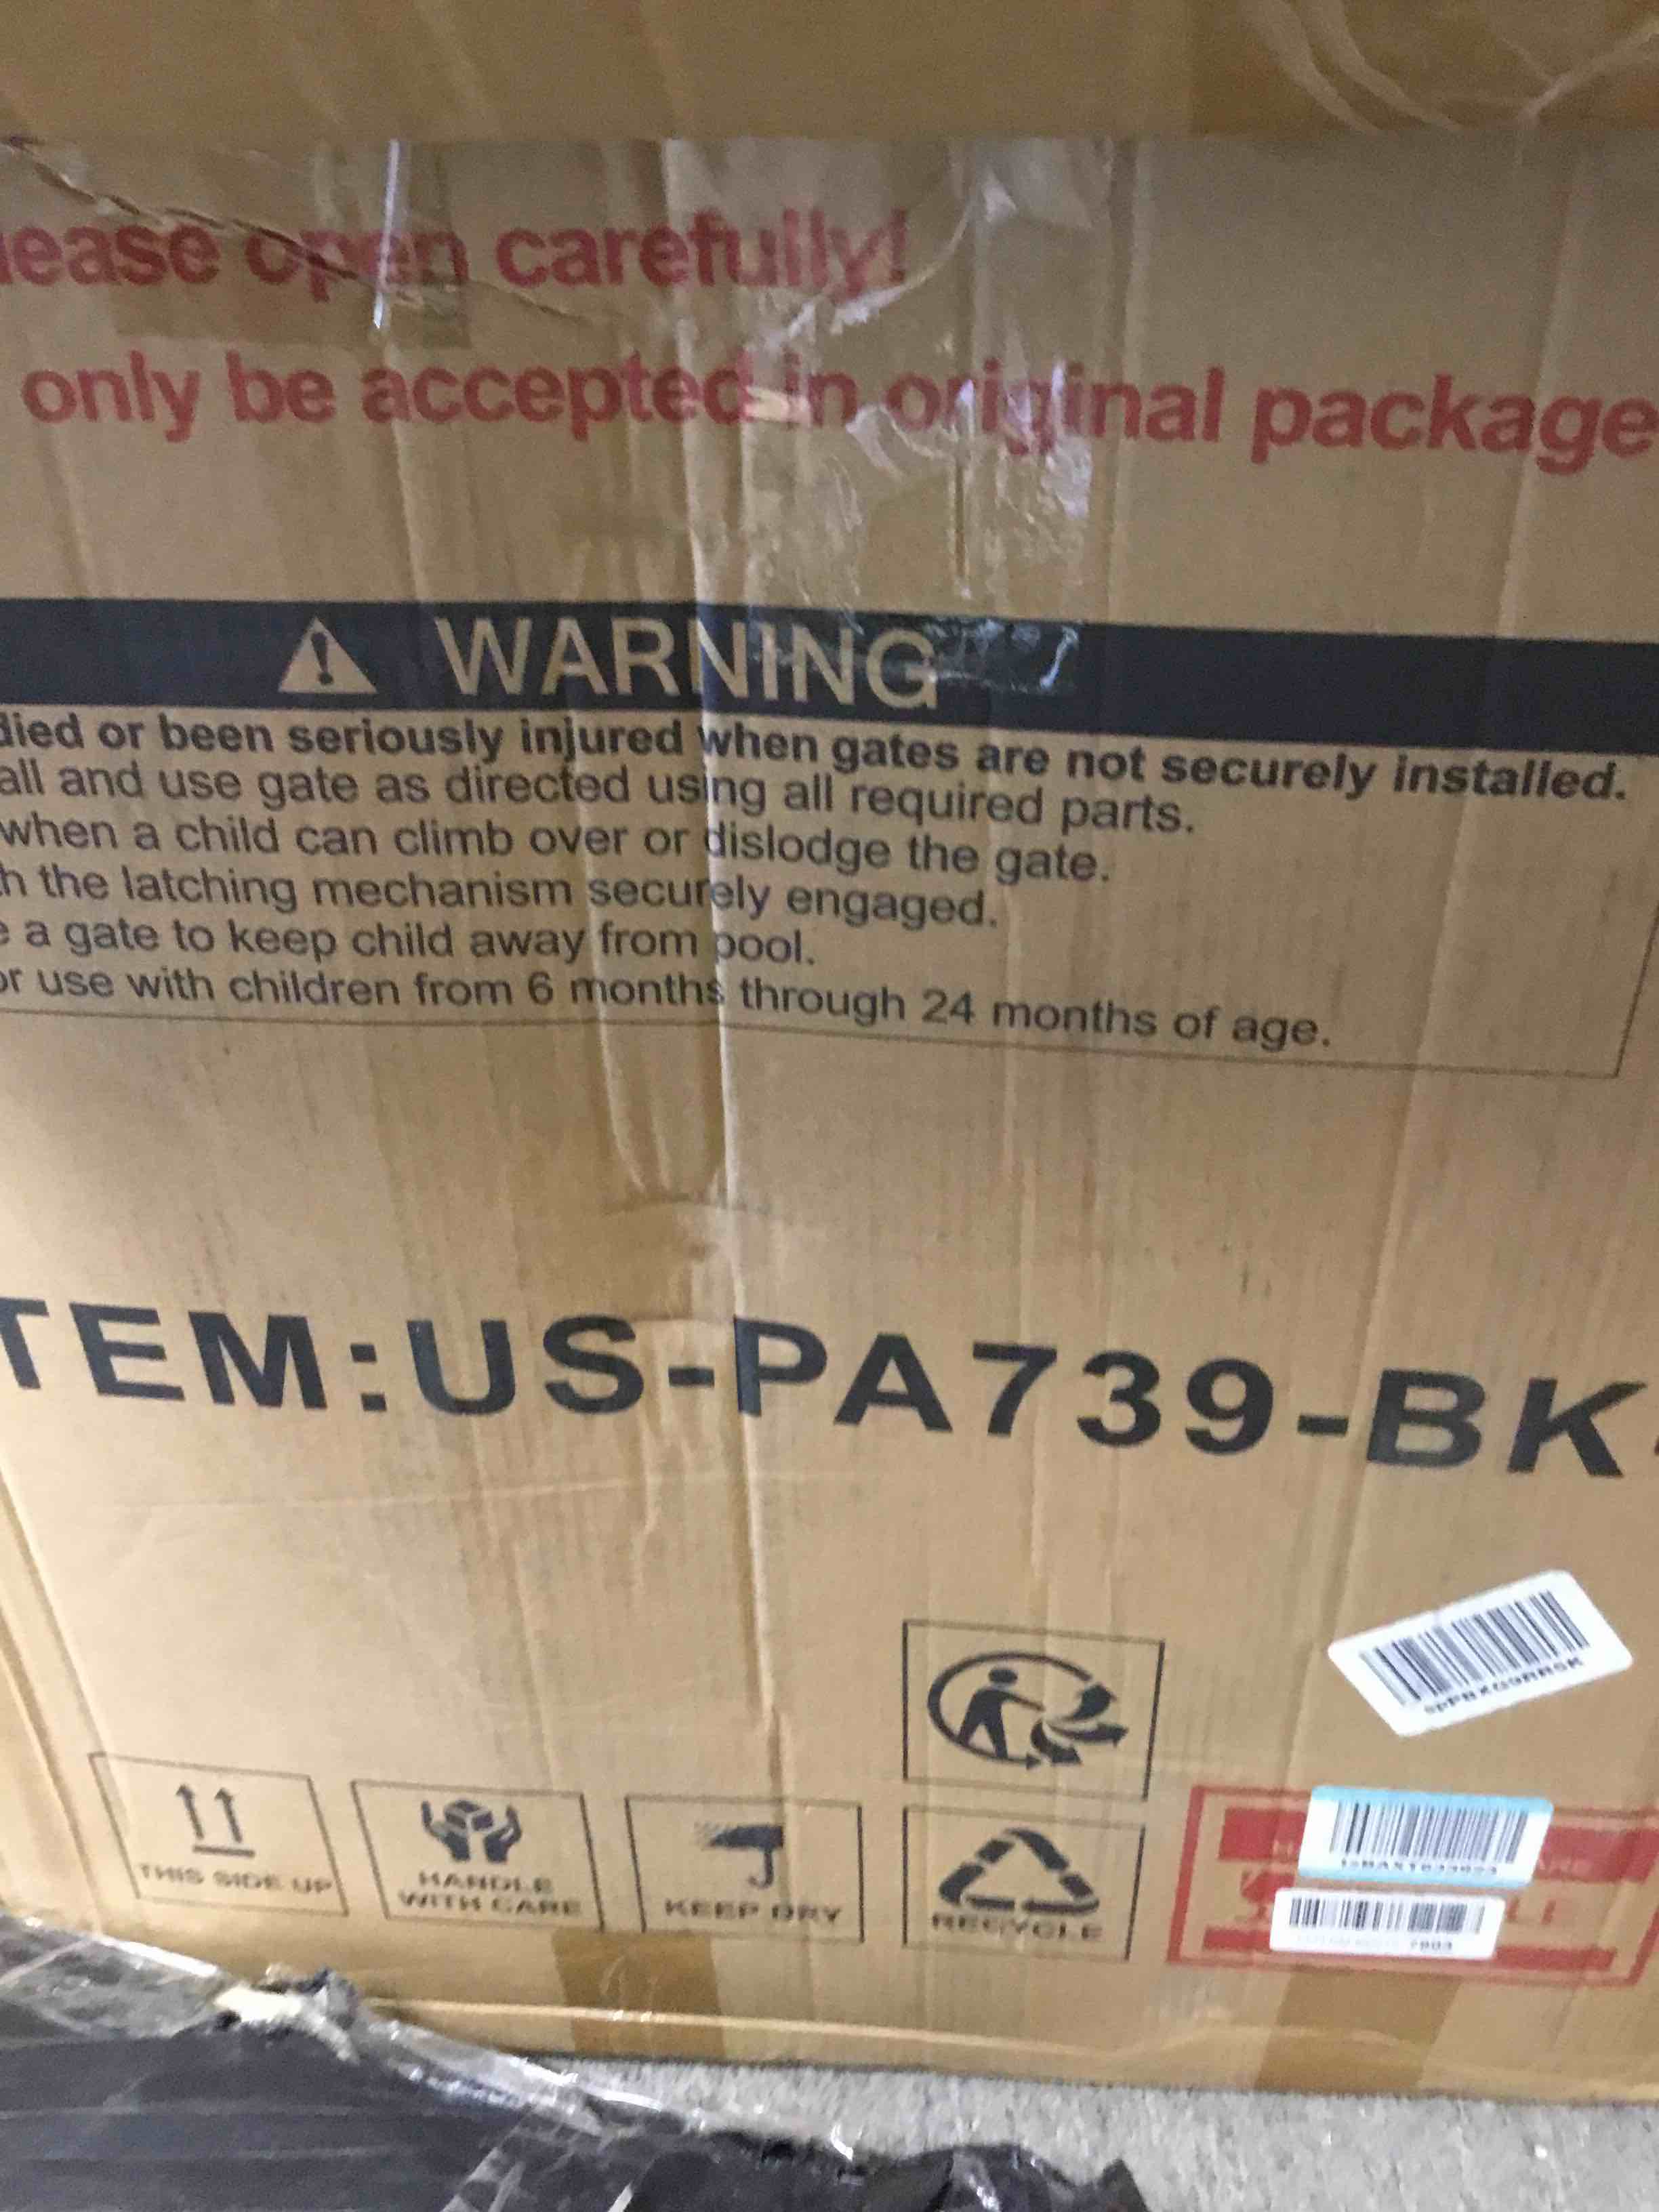 lease open carefully!
only be accepted in original package
WARNING
died or been seriously injured when gates are not securely installed.
all and use gate as directed using all required parts.
when a child can climb over or dislodge the gate.
h the latching mechanism securely engaged.
e a gate to keep child away from pool.
or use with children from 6 months through 24 months of age.
TEM:US-PA739-BK
THIS SIDE UP
HANDLE
WITH CARE
KEEP DRY
RECYCLE